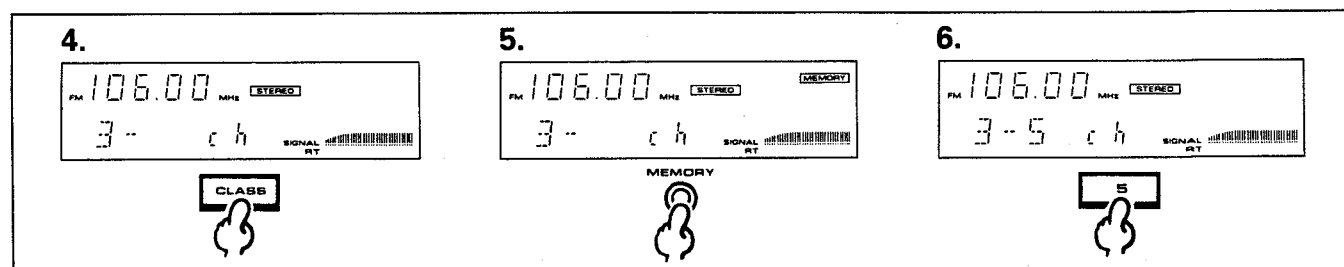 4.
FM 106.00 MHz STEREO
3- ch SIGNAL
RT
CLASS
5.
FM 106.00 MHz STEREO MEMORY
3- ch SIGNAL
RT
MEMORY
6.
FM 106.00 MHz STEREO
3-5 ch SIGNAL
RT
5